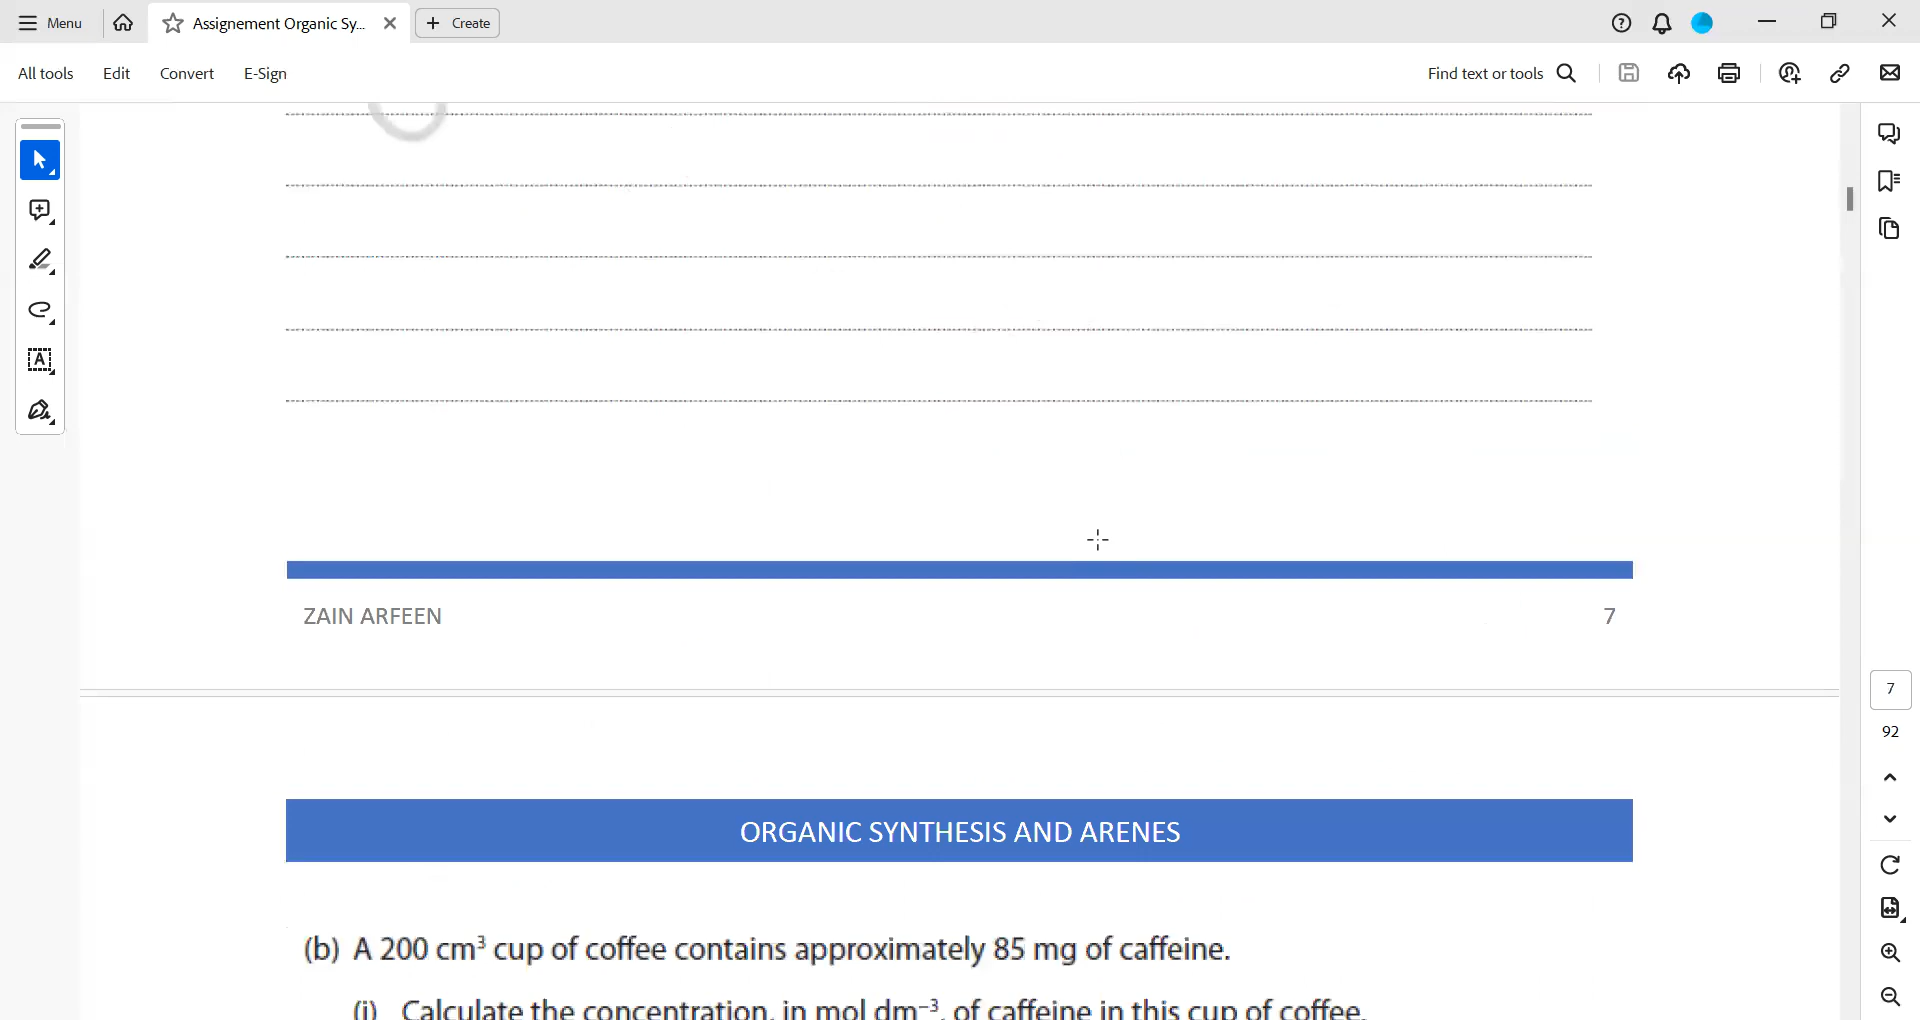 Menu
Assignement Organic Sy...
Create
All tools
Edit
Convert
E-Sign
Find text or tools
ZAIN ARFEEN
7
7
92
ORGANIC SYNTHESIS AND ARENES
(b) A 200 cm³ cup of coffee contains approximately 85 mg of caffeine.
(i) Calculate the concentration, in mol dm⁻³, of caffeine in this cup of coffee.